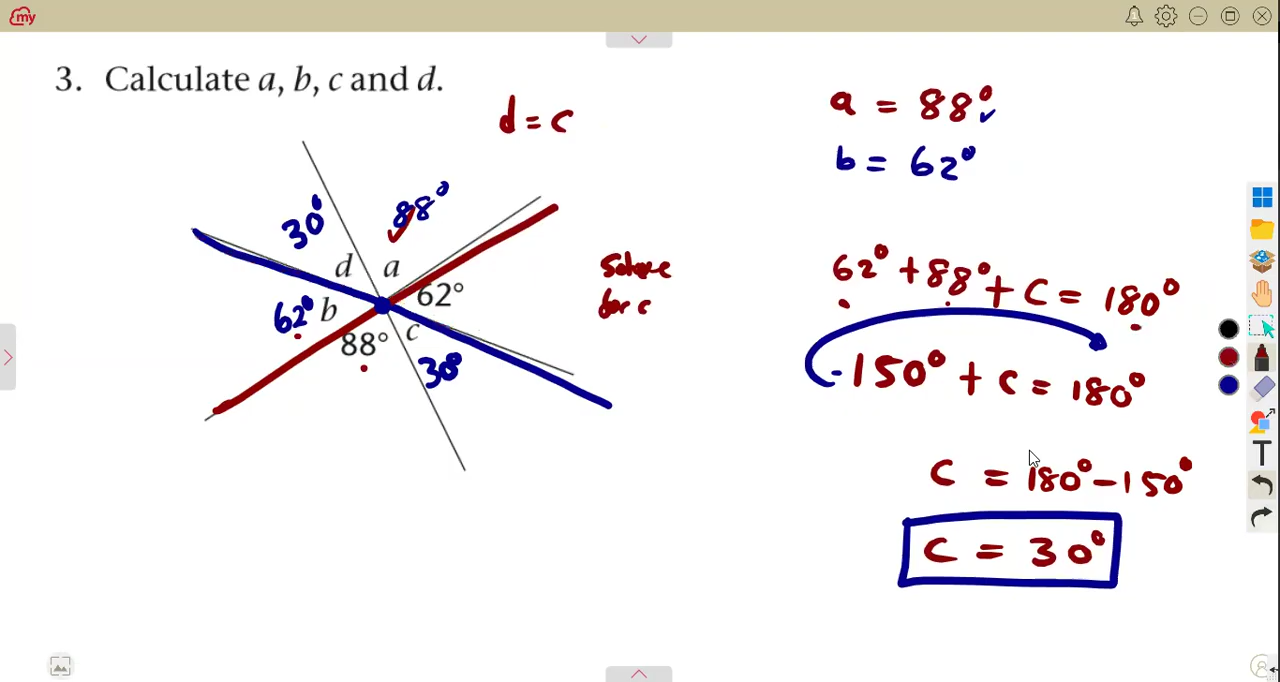 my
3. Calculate a, b, c and d.
d = c
a = 88°
b = 62°
30°
88°
d
a
62°
62°
b
88°
c
30°
Solve
for c
62° + 88° + C = 180°
-150° + C = 180°
C = 180° - 150°
C = 30°
T